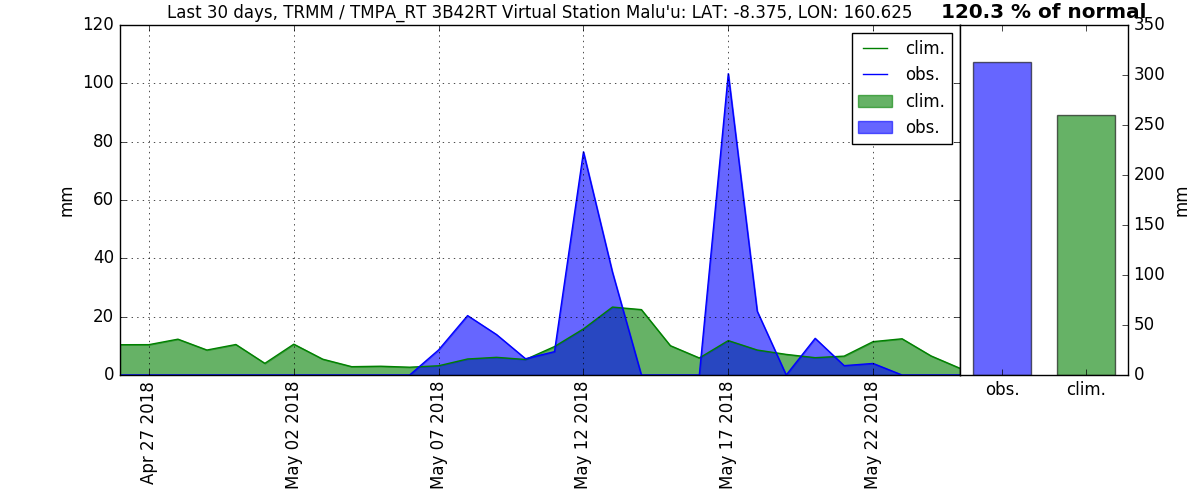 Last 30 days, TRMM / TMPA_RT 3B42RT Virtual Station Malu'u: LAT: -8.375, LON: 160.625
120.3 % of normal
120
100
80
60
40
20
0
mm
clim.
obs.
clim.
obs.
Apr 27 2018
May 02 2018
May 07 2018
May 12 2018
May 17 2018
May 22 2018
350
300
250
200
150
100
50
0
mm
obs.
clim.